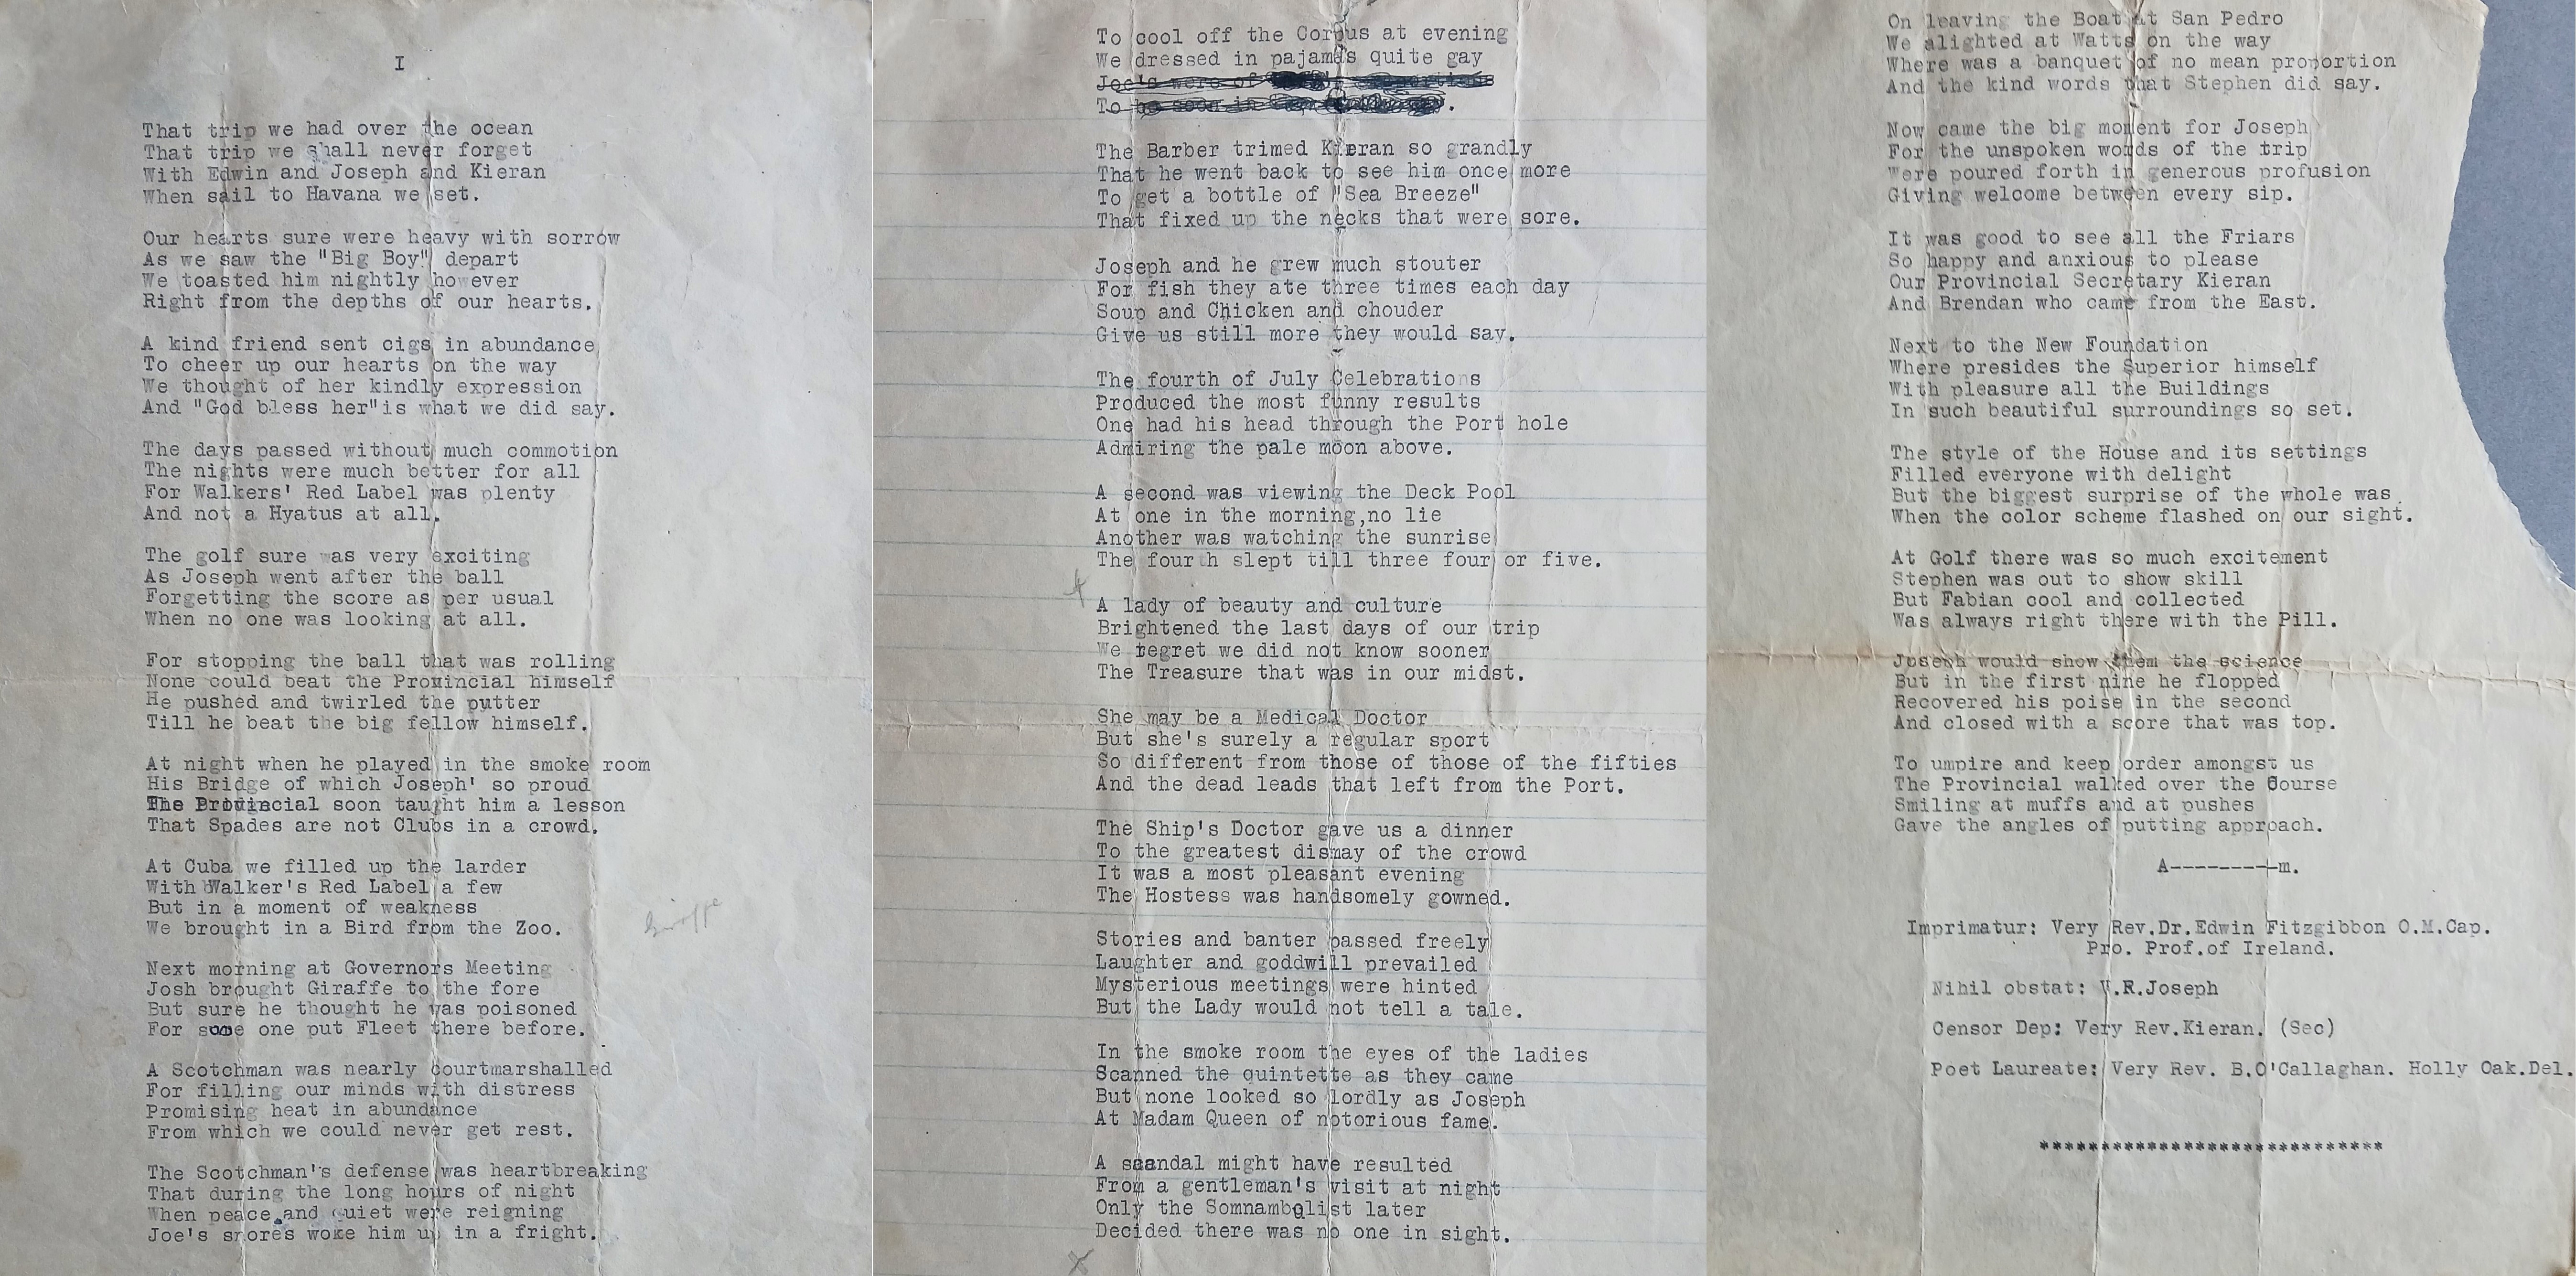 I
That trip we had over the ocean
That trip we shall never forget
With Edwin and Joseph and Kieran
When sail to Havana we set.
Our hearts sure were heavy with sorrow
As we saw the "Big Boy" depart
We toasted him nightly however
Right from the depths of our hearts.
A kind friend sent cigs in abundance
To cheer up our hearts on the way
We thought of her kindly expression
And "God bless her"is what we did say.
The days passed without much commotion
The nights were much better for all
For Walkers' Red Label was plenty
And not a Hyatus at all.
The golf sure was very exciting
As Joseph went after the ball
Forgetting the score as per usual
When no one was looking at all.
For stopping the ball that was rolling
None could beat the Provincial himself
He pushed and twirled the putter
Till he beat the big fellow himself.
At night when he played in the smoke room
His Bridge of which Joseph' so proud
The Provincial soon taught him a lesson
That Spades are not Clubs in a crowd.
At Cuba we filled up the larder
With Walker's Red Label a few
But in a moment of weakness
We brought in a Bird from the Zoo.
Giraffe
Next morning at Governors Meeting
Josh brought Giraffe to the fore
But sure he thought he was poisoned
For some one put Fleet there before.
A Scotchman was nearly courtmarshalled
For filling our minds with distress
Promising heat in abundance
From which we could never get rest.
The Scotchman's defense was heartbreaking
That during the long hours of night
When peace and quiet were reigning
Joe's snores woke him up in a fright.
To cool off the Corpus at evening
We dressed in pajamas quite gay
Joe's were of
To be soon in
The Barber trimed Kieran so grandly
That he went back to see him once more
To get a bottle of "Sea Breeze"
That fixed up the necks that were sore.
Joseph and he grew much stouter
For fish they ate three times each day
Soup and Chicken and chouder
Give us still more they would say.
The fourth of July Celebrations
Produced the most funny results
One had his head through the Port hole
Admiring the pale moon above.
A second was viewing the Deck Pool
At one in the morning,no lie
Another was watching the sunrise
The fourth slept till three four or five.
A lady of beauty and culture
Brightened the last days of our trip
We regret we did not know sooner
The Treasure that was in our midst.
She may be a Medical Doctor
But she's surely a regular sport
So different from those of those of the fifties
And the dead leads that left from the Port.
The Ship's Doctor gave us a dinner
To the greatest dismay of the crowd
It was a most pleasant evening
The Hostess was handsomely gowned.
Stories and banter passed freely
Laughter and goddwill prevailed
Mysterious meetings were hinted
But the Lady would not tell a tale.
In the smoke room the eyes of the ladies
Scanned the quintette as they came
But none looked so lordly as Joseph
At Madam Queen of notorious fame.
A scandal might have resulted
From a gentleman's visit at night
Only the Somnambolist later
Decided there was no one in sight.
X
On leaving the Boat at San Pedro
We alighted at Watts on the way
Where was a banquet of no mean proportion
And the kind words that Stephen did say.
Now came the big moment for Joseph
For the unspoken words of the trip
Were poured forth in generous profusion
Giving welcome between every sip.
It was good to see all the Friars
So happy and anxious to please
Our Provincial Secretary Kieran
And Brendan who came from the East.
Next to the New Foundation
Where presides the Superior himself
With pleasure all the Buildings
In such beautiful surroundings so set.
The style of the House and its settings
Filled everyone with delight
But the biggest surprise of the whole was
When the color scheme flashed on our sight.
At Golf there was so much excitement
Stephen was out to show skill
But Fabian cool and collected
Was always right there with the Pill.
Joseph would show them the science
But in the first nine he flopped
Recovered his poise in the second
And closed with a score that was top.
To umpire and keep order amongst us
The Provincial walked over the Course
Smiling at muffs and at pushes
Gave the angles of putting approach.
A---------m.
Imprimatur: Very Rev.Dr.Edwin Fitzgibbon O.M.Cap.
Pro. Prof.of Ireland.
Nihil obstat: V.R.Joseph
Censor Dep: Very Rev.Kieran. (Sec)
Poet Laureate: Very Rev. B.O'Callaghan. Holly Oak.Del.
****************************